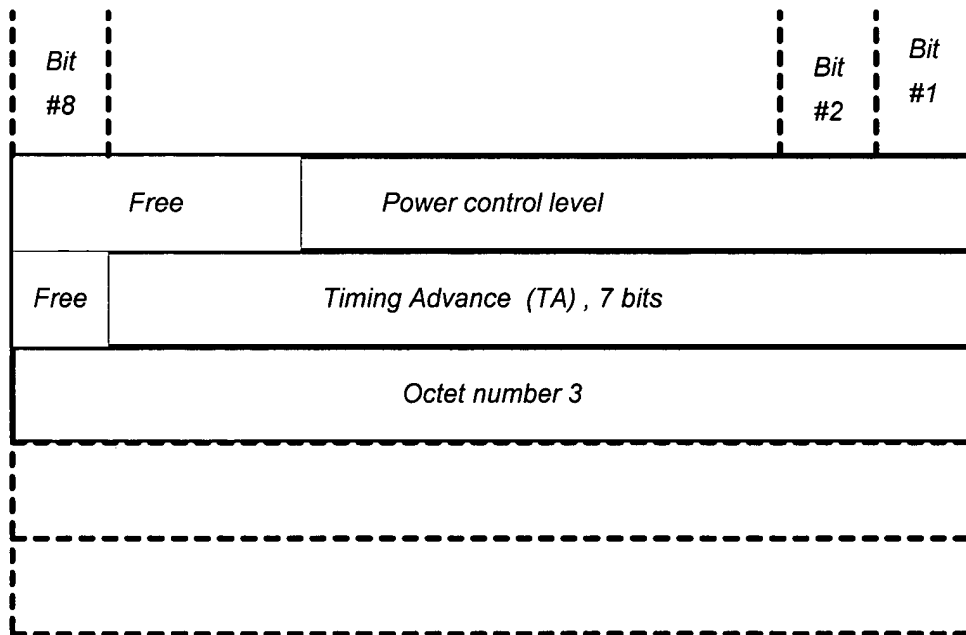 Bit
#8
Bit
#2
Bit
#1
Free
Power control level
Free
Timing Advance (TA) , 7 bits
Octet number 3